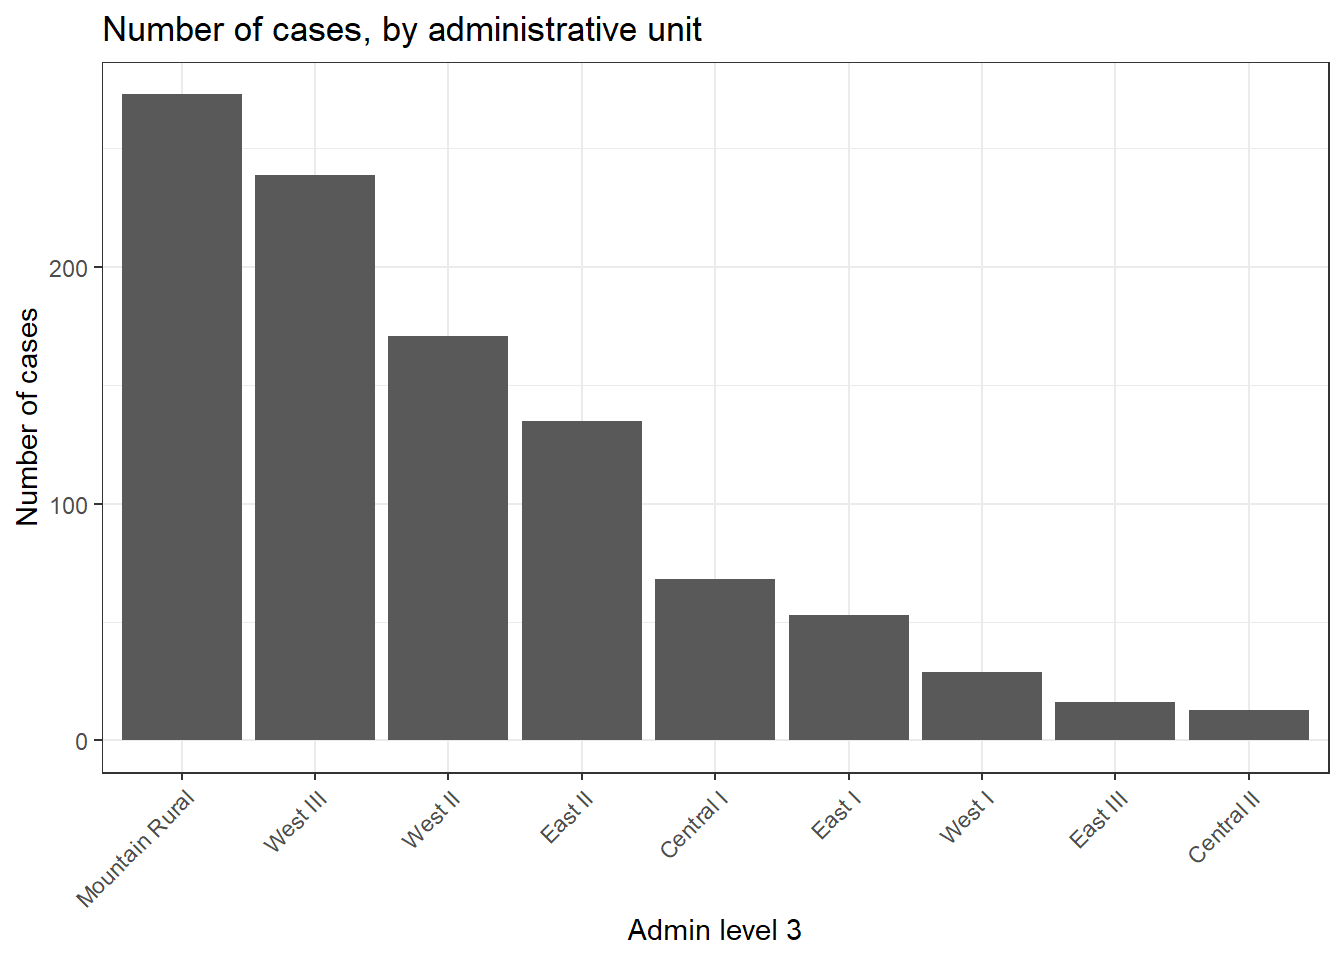 Number of cases, by administrative unit
Number of cases
200
100
0
Mountain Rural
West III
West II
East II
Central I
East I
West I
East III
Central II
Admin level 3